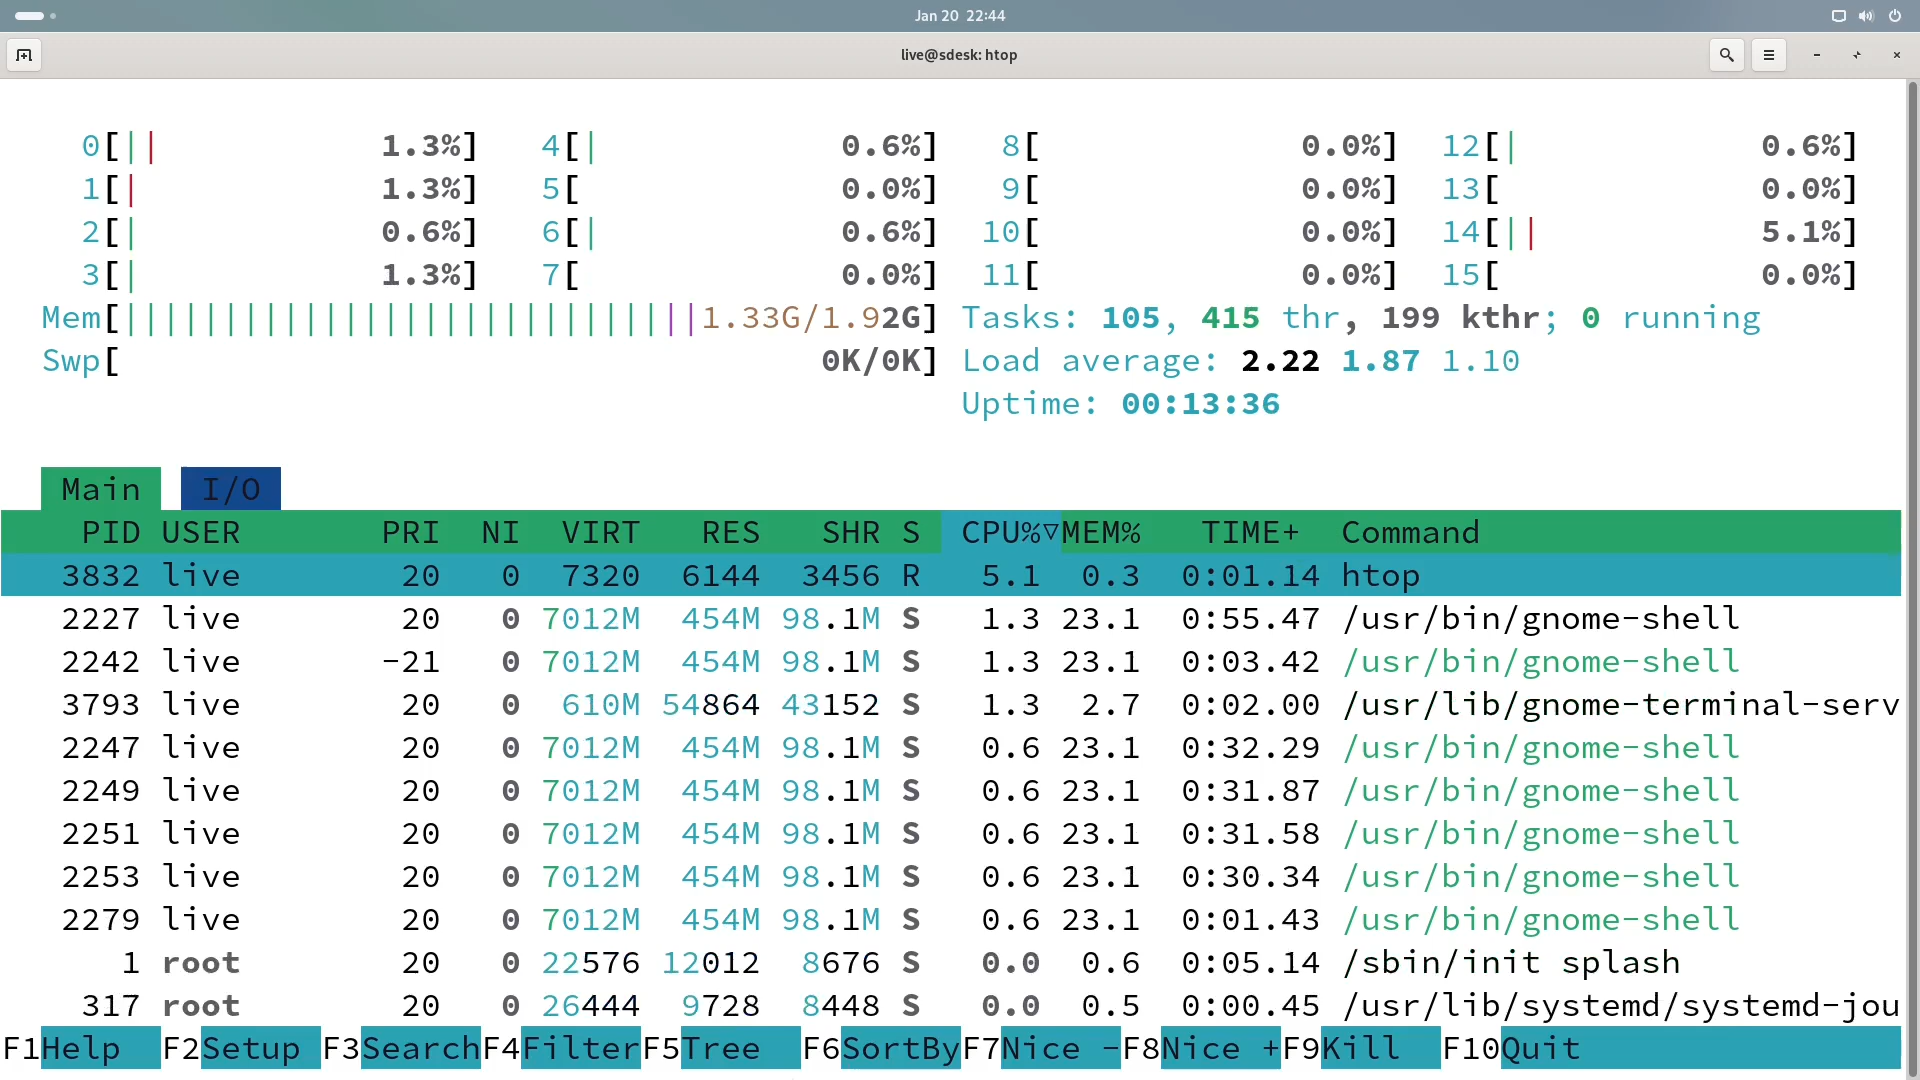 Jan 20 22:44
live@sdesk: htop
0[|| 1.3%] 4[| 0.6%] 8[ 0.0%] 12[| 0.6%]
1[| 1.3%] 5[ 0.0%] 9[ 0.0%] 13[ 0.0%]
2[| 0.6%] 6[| 0.6%] 10[ 0.0%] 14[|| 5.1%]
3[| 1.3%] 7[ 0.0%] 11[ 0.0%] 15[ 0.0%]
Mem[|||||||||||||||||||||||||||||1.33G/1.92G] Tasks: 105, 415 thr, 199 kthr; 0 running
Swp[ 0K/0K] Load average: 2.22 1.87 1.10
Uptime: 00:13:36
Main I/O
PID USER PRI NI VIRT RES SHR S CPU%▽MEM% TIME+ Command
3832 live 20 0 7320 6144 3456 R 5.1 0.3 0:01.14 htop
2227 live 20 0 7012M 454M 98.1M S 1.3 23.1 0:55.47 /usr/bin/gnome-shell
2242 live -21 0 7012M 454M 98.1M S 1.3 23.1 0:03.42 /usr/bin/gnome-shell
3793 live 20 0 610M 54864 43152 S 1.3 2.7 0:02.00 /usr/lib/gnome-terminal-serv
2247 live 20 0 7012M 454M 98.1M S 0.6 23.1 0:32.29 /usr/bin/gnome-shell
2249 live 20 0 7012M 454M 98.1M S 0.6 23.1 0:31.87 /usr/bin/gnome-shell
2251 live 20 0 7012M 454M 98.1M S 0.6 23.1 0:31.58 /usr/bin/gnome-shell
2253 live 20 0 7012M 454M 98.1M S 0.6 23.1 0:30.34 /usr/bin/gnome-shell
2279 live 20 0 7012M 454M 98.1M S 0.6 23.1 0:01.43 /usr/bin/gnome-shell
1 root 20 0 22576 12012 8676 S 0.0 0.6 0:05.14 /sbin/init splash
317 root 20 0 26444 9728 8448 S 0.0 0.5 0:00.45 /usr/lib/systemd/systemd-jou
F1Help F2Setup F3SearchF4FilterF5Tree F6SortByF7Nice -F8Nice +F9Kill F10Quit